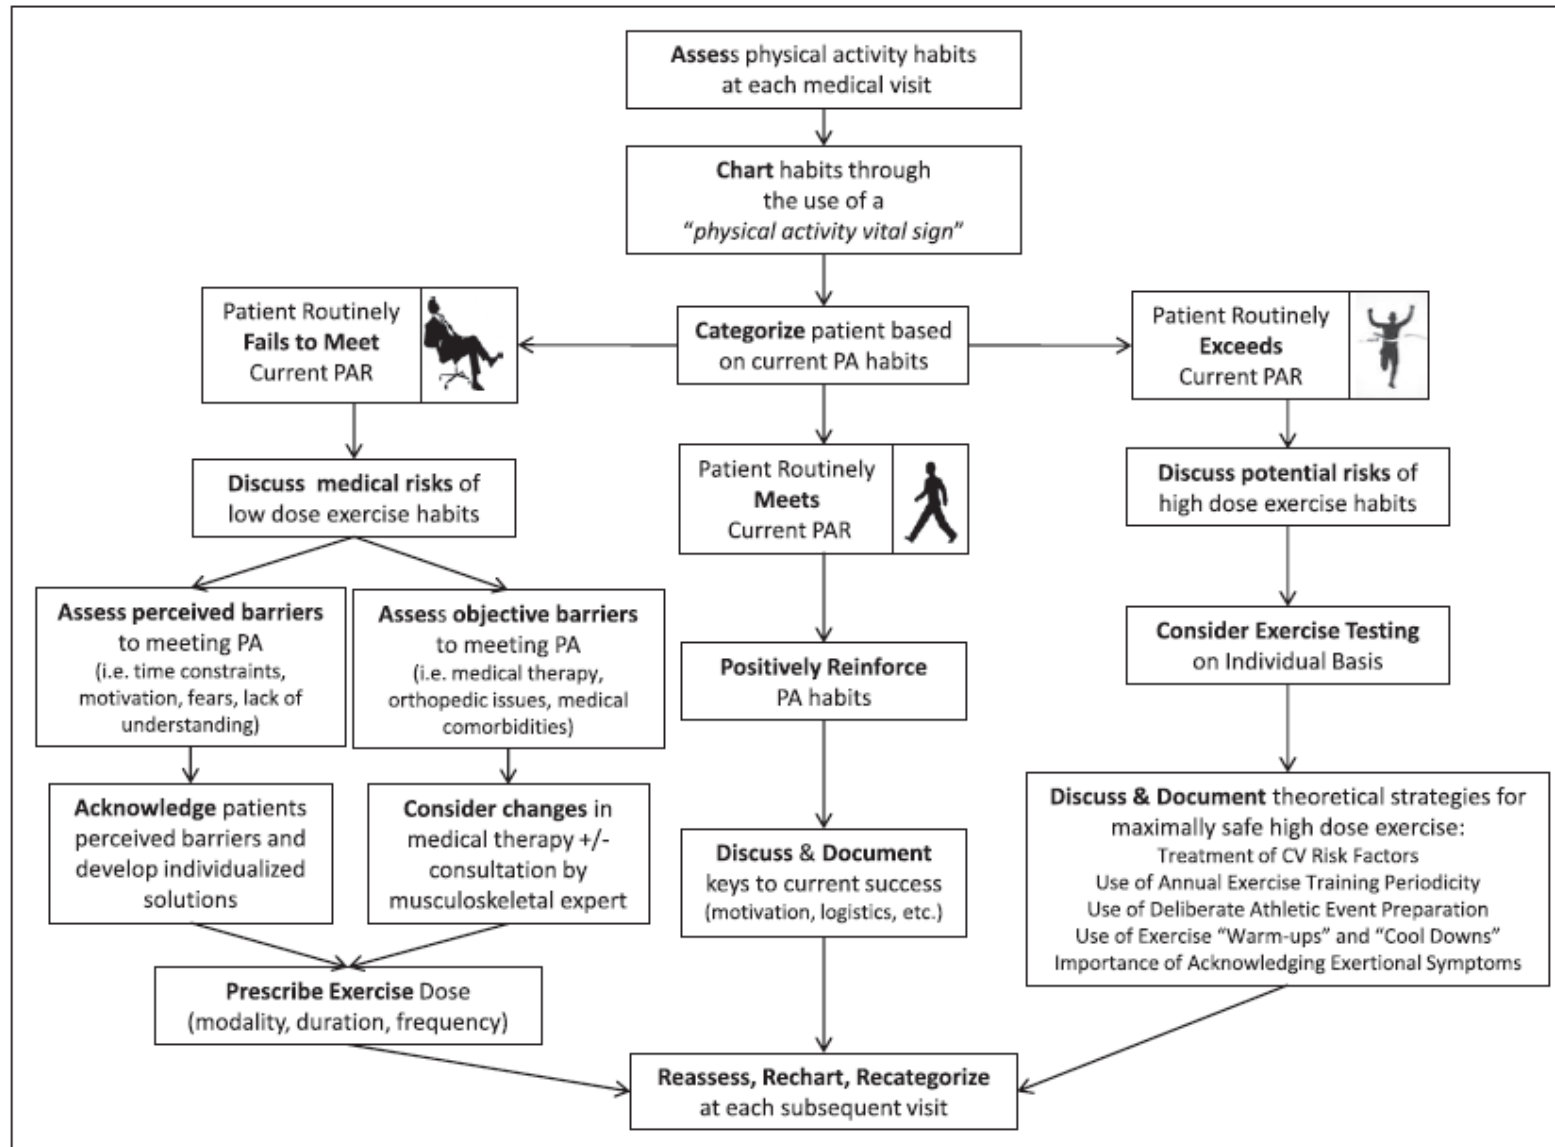 Assess physical activity habits
at each medical visit
Chart habits through
the use of a
“physical activity vital sign”
Patient Routinely
Fails to Meet
Current PAR
Categorize patient based
on current PA habits
Patient Routinely
Exceeds
Current PAR
Discuss medical risks of
low dose exercise habits
Patient Routinely
Meets
Current PAR
Discuss potential risks of
high dose exercise habits
Assess perceived barriers
to meeting PA
(i.e. time constraints,
motivation, fears, lack of
understanding)
Assess objective barriers
to meeting PA
(i.e. medical therapy,
orthopedic issues, medical
comorbidities)
Positively Reinforce
PA habits
Consider Exercise Testing
on Individual Basis
Acknowledge patients
perceived barriers and
develop individualized
solutions
Consider changes in
medical therapy +/-
consultation by
musculoskeletal expert
Discuss & Document
keys to current success
(motivation, logistics, etc.)
Discuss & Document theoretical strategies for
maximally safe high dose exercise:
Treatment of CV Risk Factors
Use of Annual Exercise Training Periodicity
Use of Deliberate Athletic Event Preparation
Use of Exercise “Warm-ups” and “Cool Downs”
Importance of Acknowledging Exertional Symptoms
Prescribe Exercise Dose
(modality, duration, frequency)
Reassess, Rechart, Recategorize
at each subsequent visit